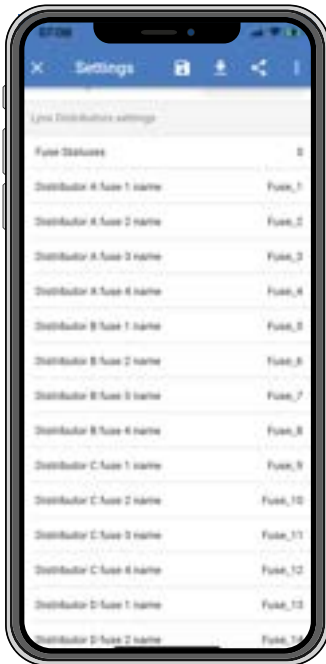 07:08
Settings
Lynx Distributors settings
Fuse Statuses 0
Distributor A fuse 1 name Fuse_1
Distributor A fuse 2 name Fuse_2
Distributor A fuse 3 name Fuse_3
Distributor A fuse 4 name Fuse_4
Distributor B fuse 1 name Fuse_5
Distributor B fuse 2 name Fuse_6
Distributor B fuse 3 name Fuse_7
Distributor B fuse 4 name Fuse_8
Distributor C fuse 1 name Fuse_9
Distributor C fuse 2 name Fuse_10
Distributor C fuse 3 name Fuse_11
Distributor C fuse 4 name Fuse_12
Distributor D fuse 1 name Fuse_13
Distributor D fuse 2 name Fuse_14